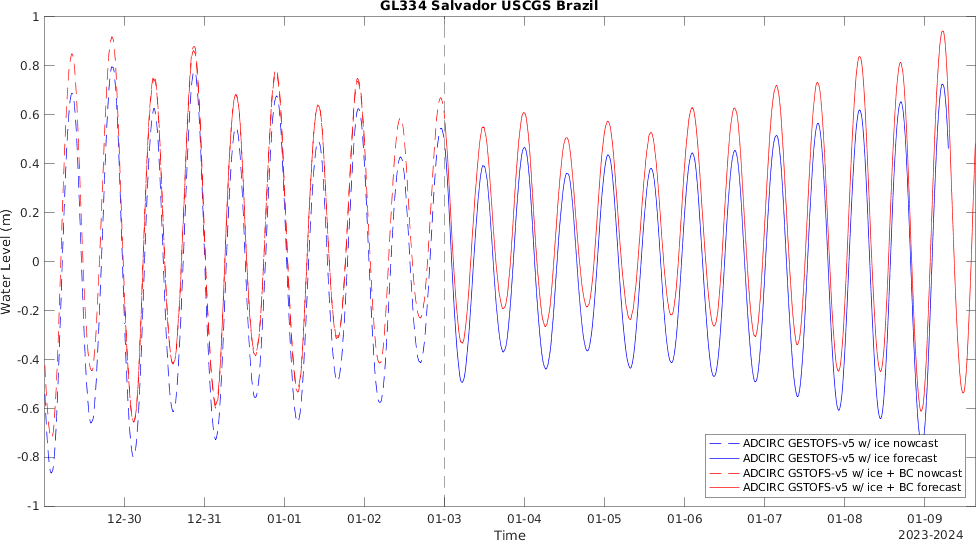 GL334 Salvador USCGS Brazil
1
0.8
0.6
0.4
0.2
0
-0.2
-0.4
-0.6
-0.8
-1
Water Level (m)
12-30 12-31 01-01 01-02 01-03 01-04 01-05 01-06 01-07 01-08 01-09
Time
2023-2024
ADCIRC GESTOFS-v5 w/ ice nowcast
ADCIRC GESTOFS-v5 w/ ice forecast
ADCIRC GSTOFS-v5 w/ ice + BC nowcast
ADCIRC GSTOFS-v5 w/ ice + BC forecast